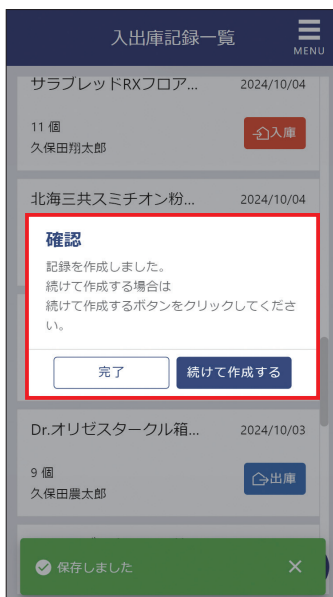 入出庫記録一覧
MENU
サラブレッドRXフロア... 2024/10/04
11 個
入庫
久保田翔太郎
北海三共スミチオン粉... 2024/10/04
確認
記録を作成しました。
続けて作成する場合は
続けて作成するボタンをクリックしてくださ
い。
完了 続けて作成する
Dr.オリゼスタークル箱... 2024/10/03
9 個
出庫
久保田農太郎
保存しました